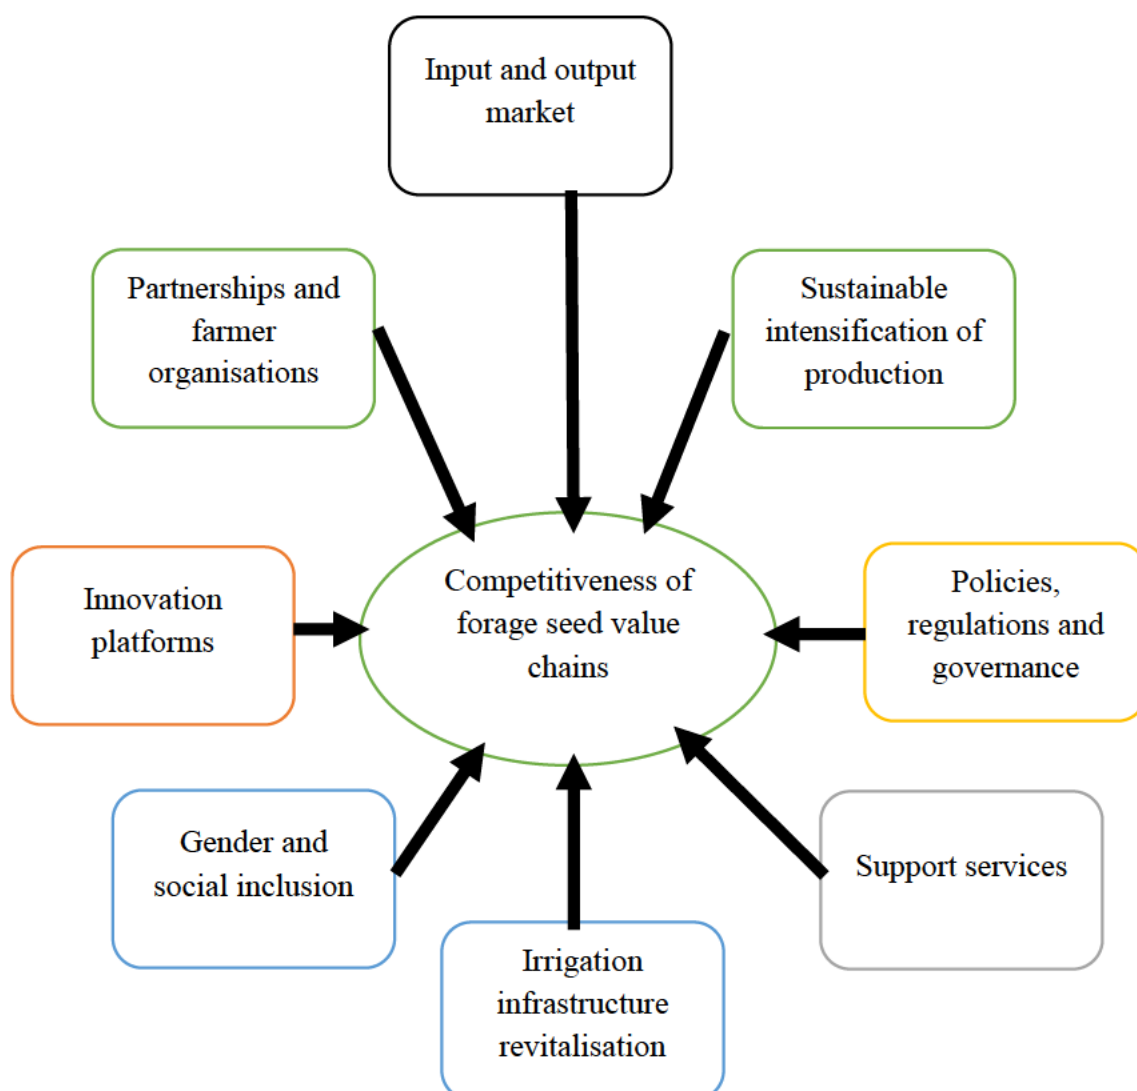 Input and output
market
Partnerships and
farmer
organisations
Sustainable
intensification of
production
Innovation
platforms
Competitiveness of
forage seed value
chains
Policies,
regulations and
governance
Gender and
social inclusion
Support services
Irrigation
infrastructure
revitalisation